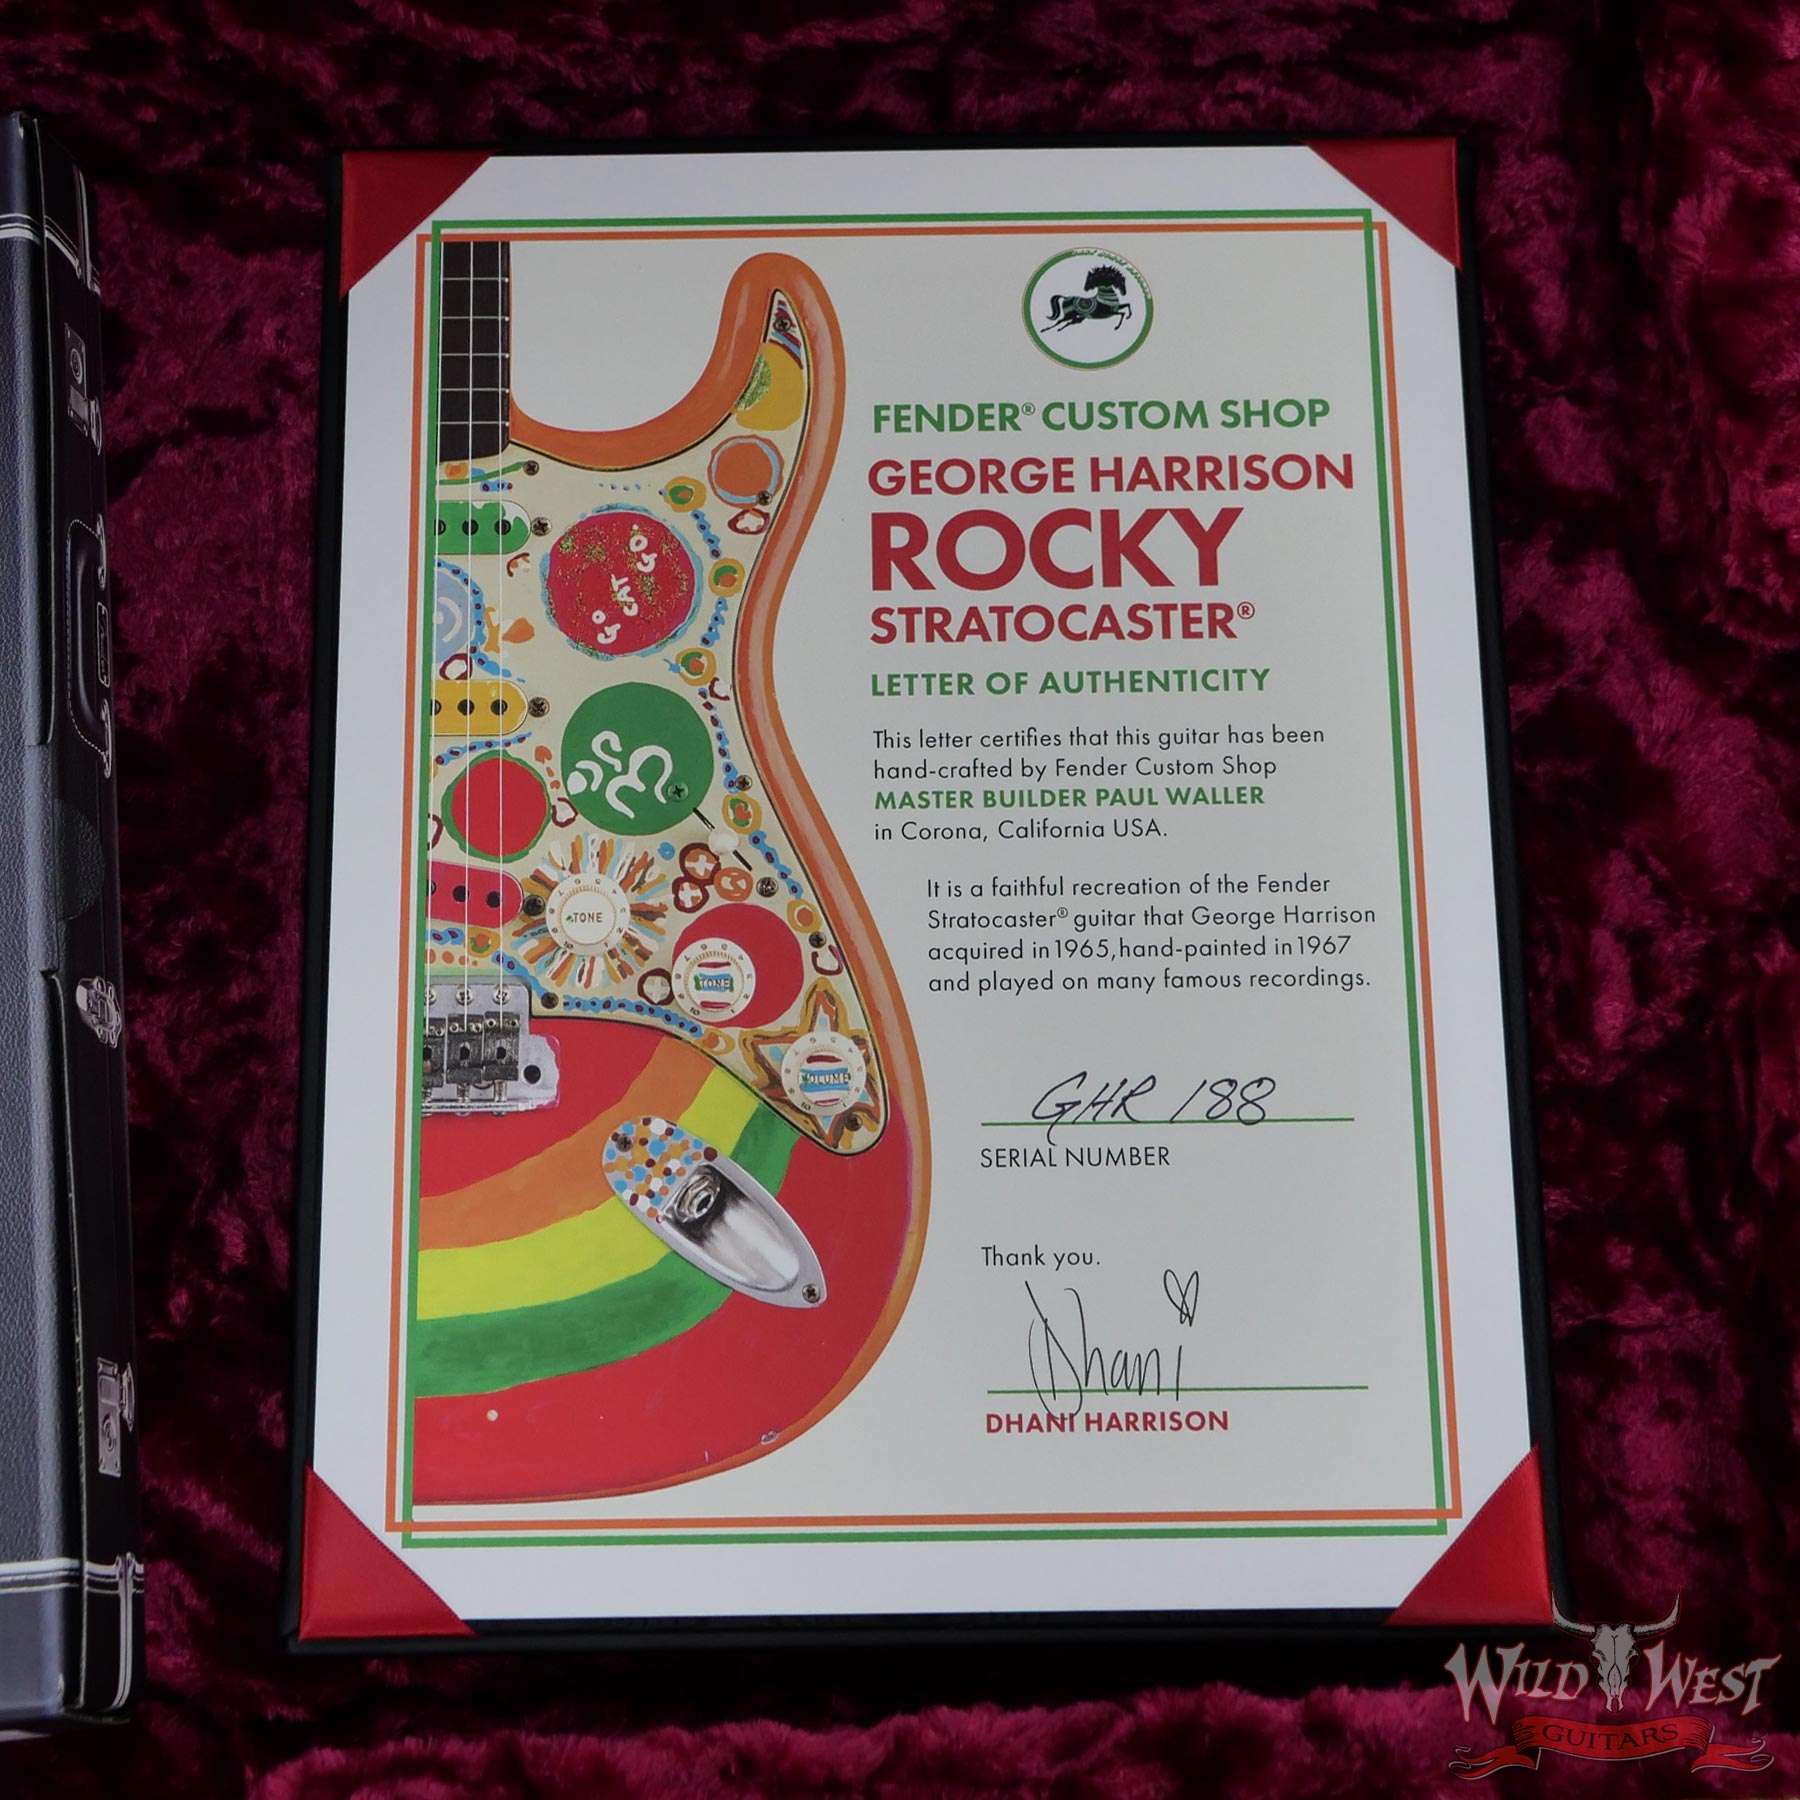 FENDER® CUSTOM SHOP
GEORGE HARRISON
ROCKY
STRATOCASTER®
LETTER OF AUTHENTICITY
This letter certifies that this guitar has been
hand-crafted by Fender Custom Shop
MASTER BUILDER PAUL WALLER
in Corona, California USA.
It is a faithful recreation of the Fender
Stratocaster® guitar that George Harrison
acquired in 1965, hand-painted in 1967
and played on many famous recordings.
GHR 188
SERIAL NUMBER
Thank you.
Dhani
DHANI HARRISON
GO CAT GO
TONE
TONE
VOLUME
WILD WEST
GUITARS